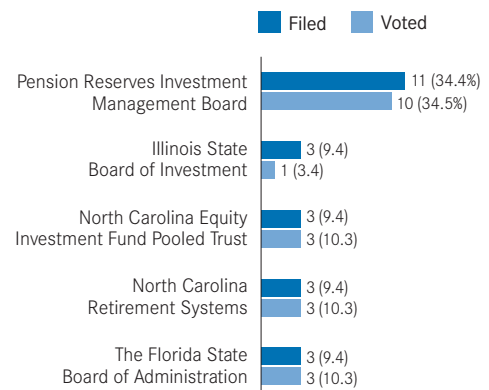 Filed Voted
Pension Reserves Investment
Management Board
11 (34.4%)
10 (34.5%)
Illinois State
Board of Investment
3 (9.4)
1 (3.4)
North Carolina Equity
Investment Fund Pooled Trust
3 (9.4)
3 (10.3)
North Carolina
Retirement Systems
3 (9.4)
3 (10.3)
The Florida State
Board of Administration
3 (9.4)
3 (10.3)